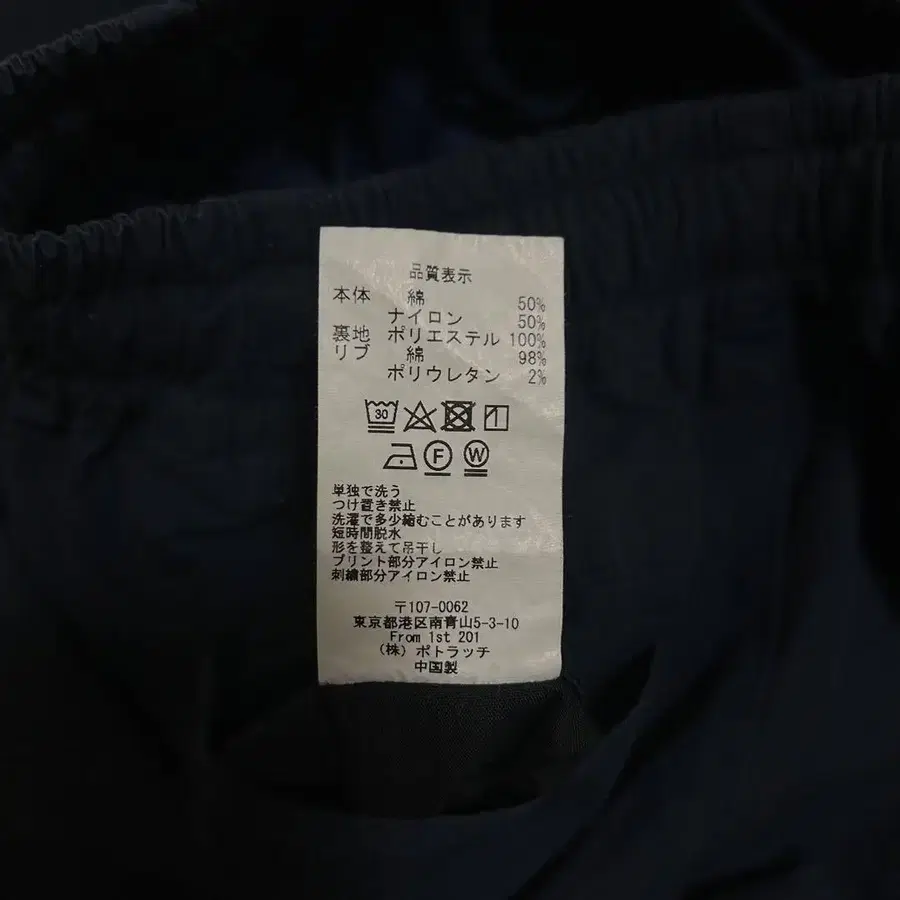 品質表示
本体 綿 50%
ナイロン 50%
裏地 ポリエステル 100%
リブ 綿 98%
ポリウレタン 2%
30
F W
単独で洗う
つけ置き禁止
洗濯で多少縮むことがあります
短時間脱水
形を整えて吊干し
プリント部分アイロン禁止
刺繍部分アイロン禁止
〒107-0062
東京都港区南青山5-3-10
From 1st 201
(株) ポトラッチ
中国製